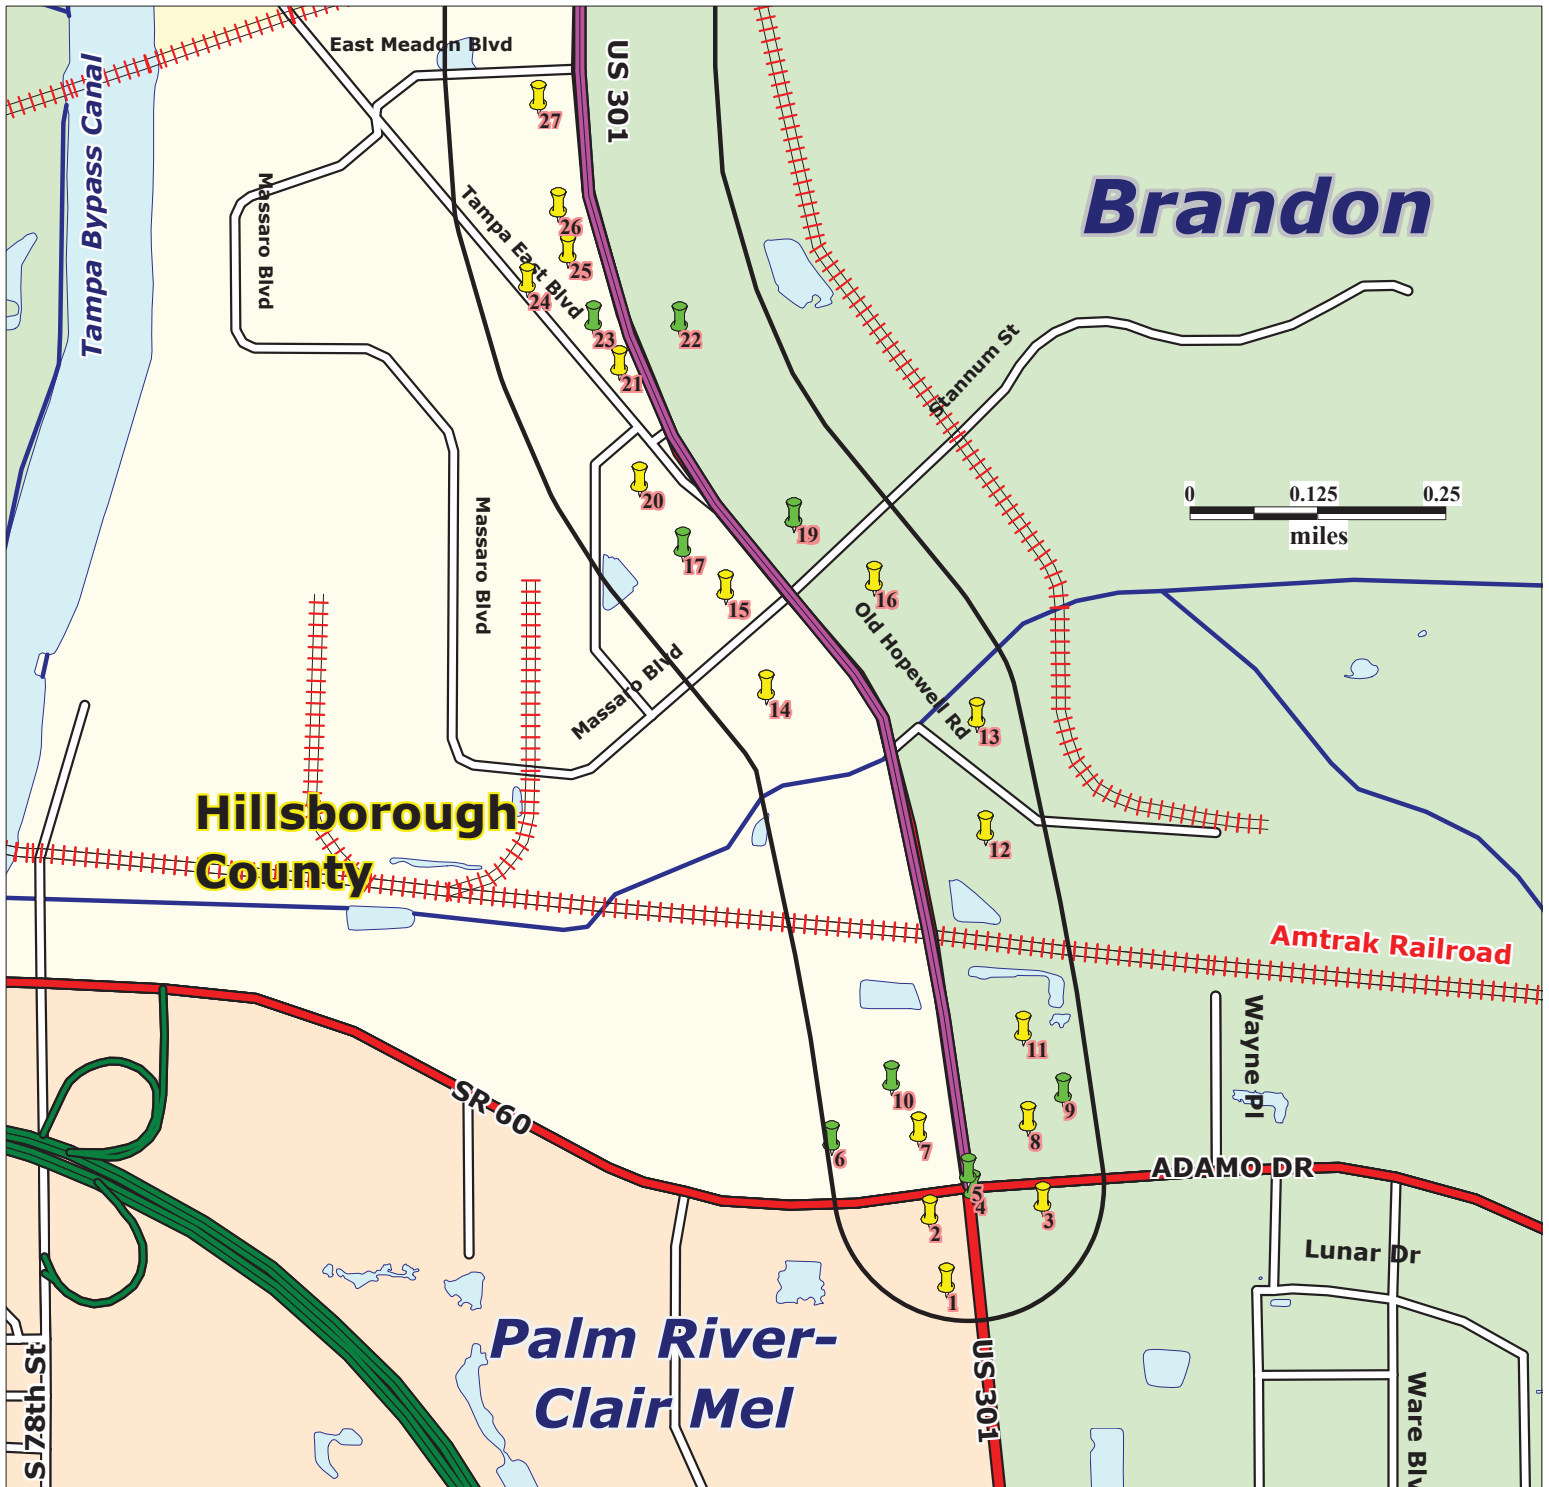 East Meadon Blvd
US 301
Tampa Bypass Canal
27
Massaro Blvd
Tampa East Blvd
Brandon
26
25
24
23
22
21
Stannum St
20
19
0 0.125 0.25
miles
Massaro Blvd
17
15
16
Old Hopewell Rd
Massaro Blvd
14
13
Hillsborough
County
12
Amtrak Railroad
Wayne Pl
11
10
9
SR 60
8
7
6
ADAMO DR
5
4
3
2
Lunar Dr
1
Palm River-
Clair Mel
US 301
S 78th St
Ware Blv